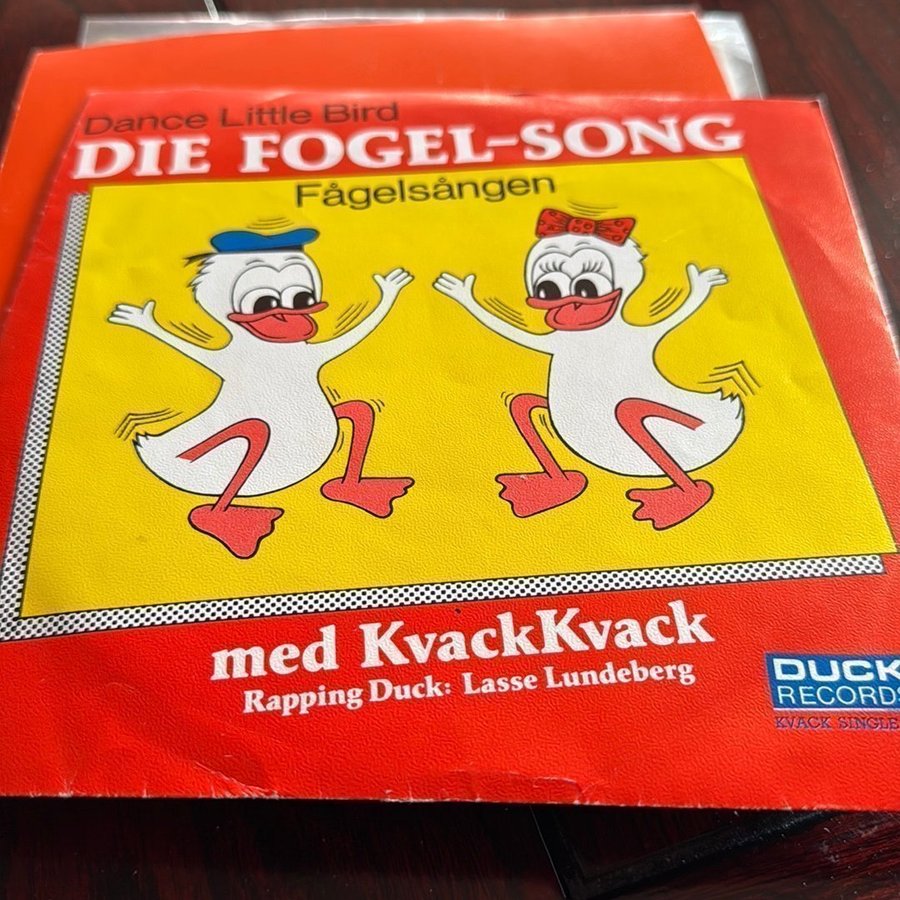 Dance Little Bird
DIE FOGEL-SONG
Fågelsången
med KvackKvack
Rapping Duck: Lasse Lundeberg
DUCK
RECORDS
KVACK SINGLE